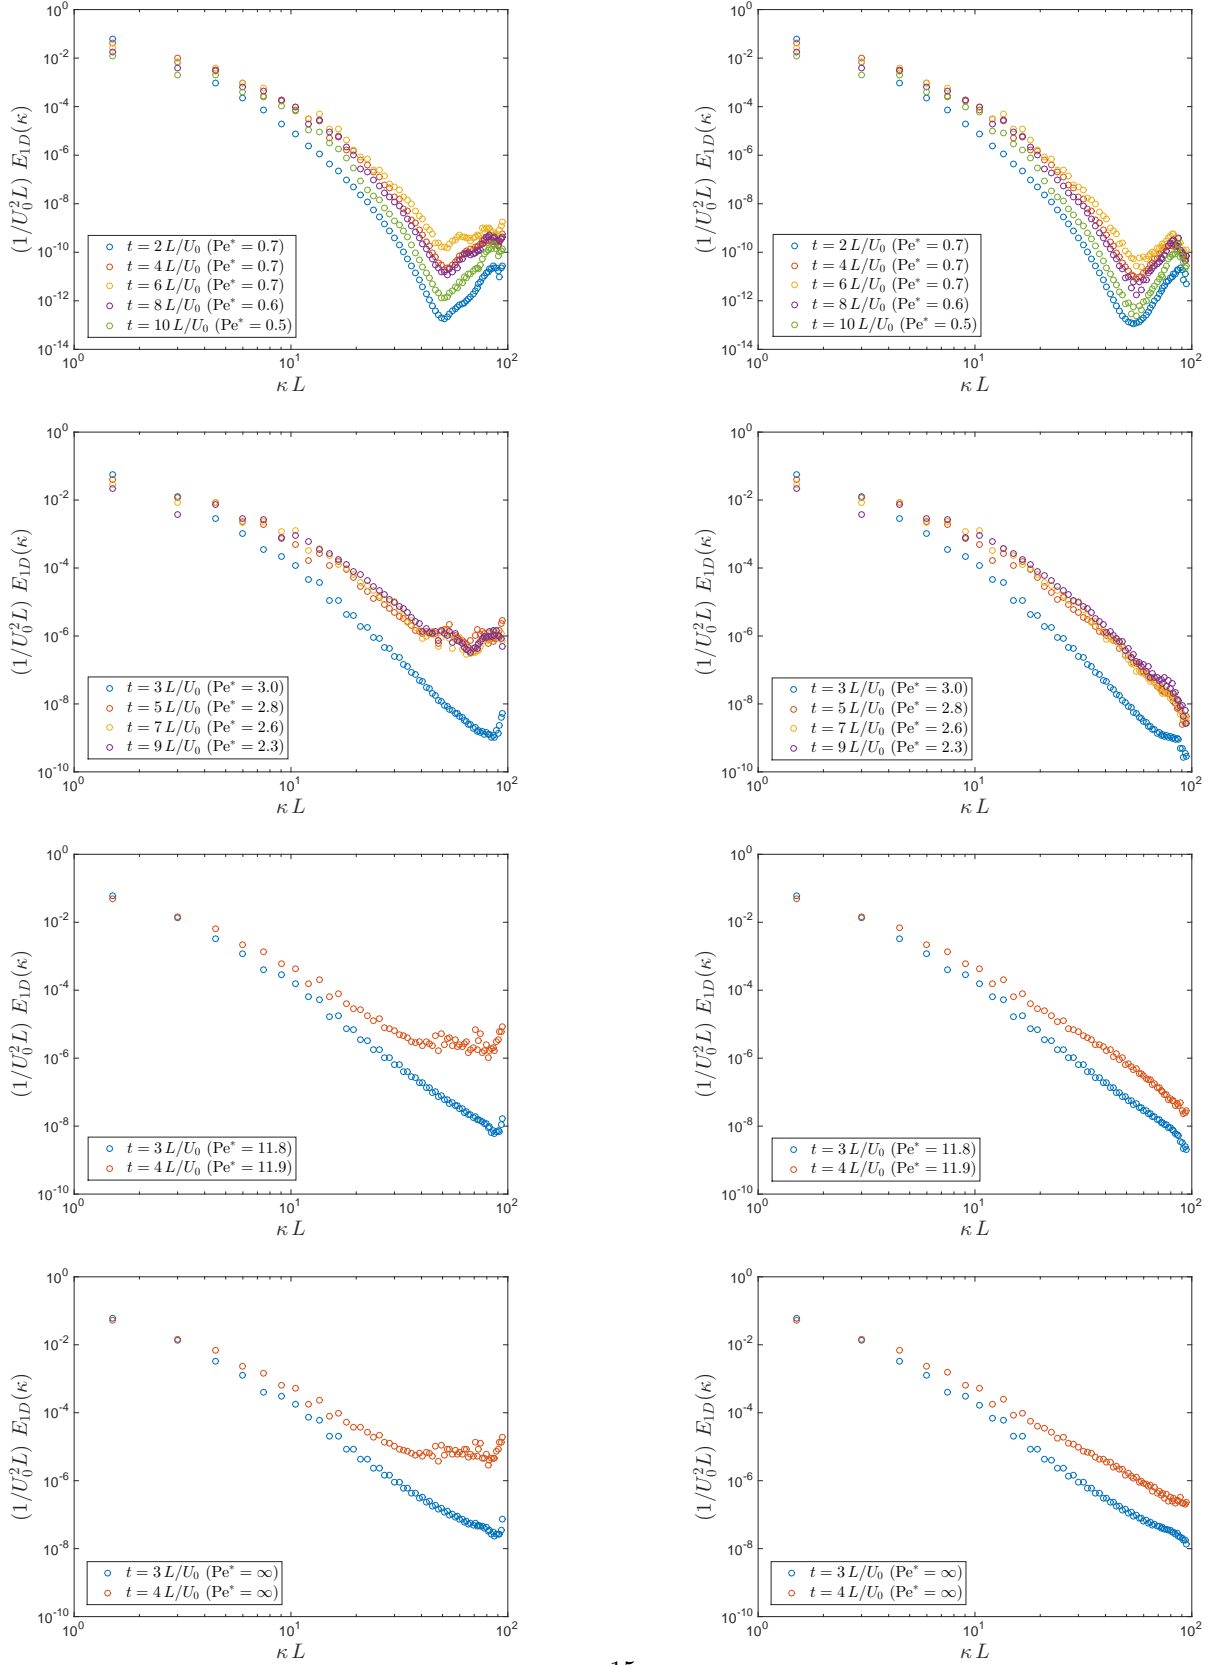 10^0
10^-2
10^-4
10^-6
10^-8
10^-10
10^-12
10^-14
(1/U_0^2 L) E_1D(κ)
t = 2 L/U_0 (Pe* = 0.7)
t = 4 L/U_0 (Pe* = 0.7)
t = 6 L/U_0 (Pe* = 0.7)
t = 8 L/U_0 (Pe* = 0.6)
t = 10 L/U_0 (Pe* = 0.5)
10^0 10^1 10^2
κ L
10^0
10^-2
10^-4
10^-6
10^-8
10^-10
10^-12
10^-14
(1/U_0^2 L) E_1D(κ)
t = 2 L/U_0 (Pe* = 0.7)
t = 4 L/U_0 (Pe* = 0.7)
t = 6 L/U_0 (Pe* = 0.7)
t = 8 L/U_0 (Pe* = 0.6)
t = 10 L/U_0 (Pe* = 0.5)
10^0 10^1 10^2
κ L
10^0
10^-2
10^-4
10^-6
10^-8
10^-10
(1/U_0^2 L) E_1D(κ)
t = 3 L/U_0 (Pe* = 3.0)
t = 5 L/U_0 (Pe* = 2.8)
t = 7 L/U_0 (Pe* = 2.6)
t = 9 L/U_0 (Pe* = 2.3)
10^0 10^1 10^2
κ L
10^0
10^-2
10^-4
10^-6
10^-8
10^-10
(1/U_0^2 L) E_1D(κ)
t = 3 L/U_0 (Pe* = 3.0)
t = 5 L/U_0 (Pe* = 2.8)
t = 7 L/U_0 (Pe* = 2.6)
t = 9 L/U_0 (Pe* = 2.3)
10^0 10^1 10^2
κ L
10^0
10^-2
10^-4
10^-6
10^-8
10^-10
(1/U_0^2 L) E_1D(κ)
t = 3 L/U_0 (Pe* = 11.8)
t = 4 L/U_0 (Pe* = 11.9)
10^0 10^1 10^2
κ L
10^0
10^-2
10^-4
10^-6
10^-8
10^-10
(1/U_0^2 L) E_1D(κ)
t = 3 L/U_0 (Pe* = 11.8)
t = 4 L/U_0 (Pe* = 11.9)
10^0 10^1 10^2
κ L
10^0
10^-2
10^-4
10^-6
10^-8
10^-10
(1/U_0^2 L) E_1D(κ)
t = 3 L/U_0 (Pe* = ∞)
t = 4 L/U_0 (Pe* = ∞)
10^0 10^1 10^2
κ L
10^0
10^-2
10^-4
10^-6
10^-8
10^-10
(1/U_0^2 L) E_1D(κ)
t = 3 L/U_0 (Pe* = ∞)
t = 4 L/U_0 (Pe* = ∞)
10^0 10^1 10^2
κ L